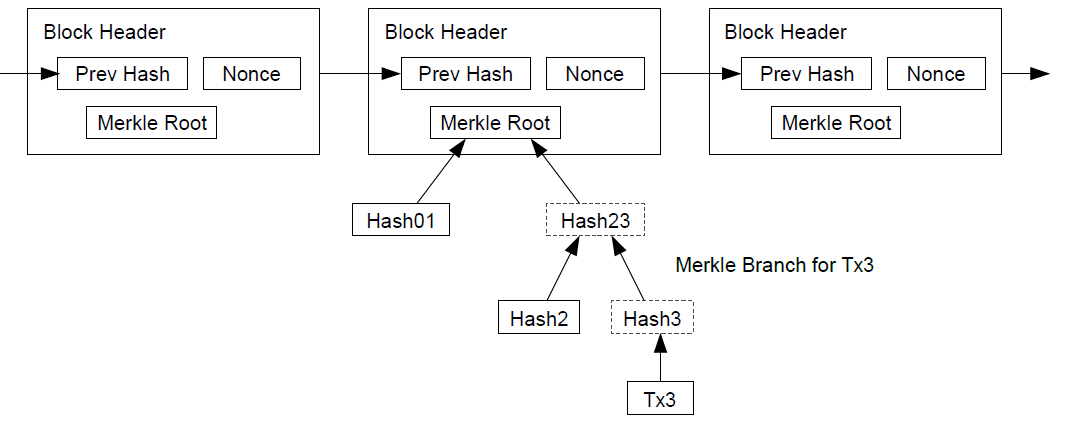 Block Header
Prev Hash
Nonce
Merkle Root
Block Header
Prev Hash
Nonce
Merkle Root
Block Header
Prev Hash
Nonce
Merkle Root
Hash01
Hash23
Merkle Branch for Tx3
Hash2
Hash3
Tx3